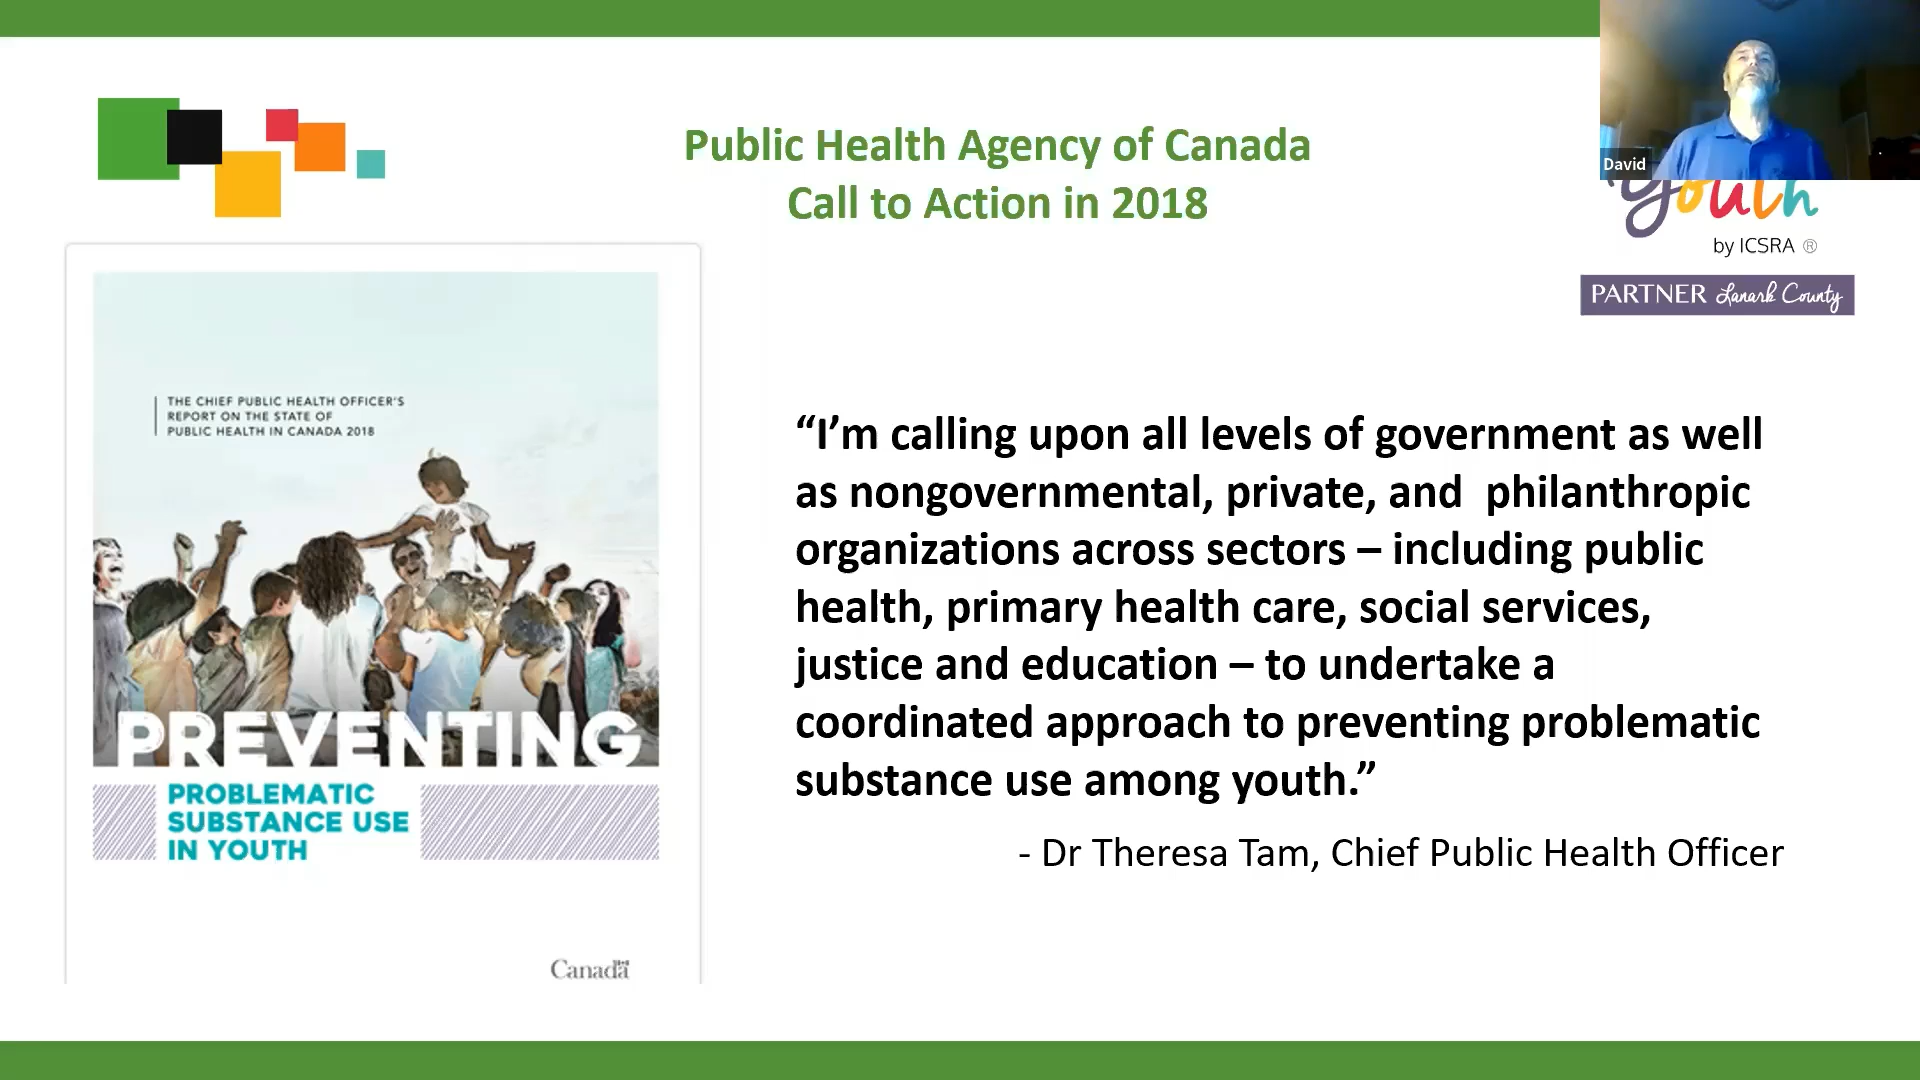 Public Health Agency of Canada
Call to Action in 2018
David
youth
by ICSRA ®
PARTNER Lanark County
THE CHIEF PUBLIC HEALTH OFFICER'S
REPORT ON THE STATE OF
PUBLIC HEALTH IN CANADA 2018
PREVENTING
PROBLEMATIC
SUBSTANCE USE
IN YOUTH
Canada
“I’m calling upon all levels of government as well
as nongovernmental, private, and  philanthropic
organizations across sectors – including public
health, primary health care, social services,
justice and education – to undertake a
coordinated approach to preventing problematic
substance use among youth.”
- Dr Theresa Tam, Chief Public Health Officer